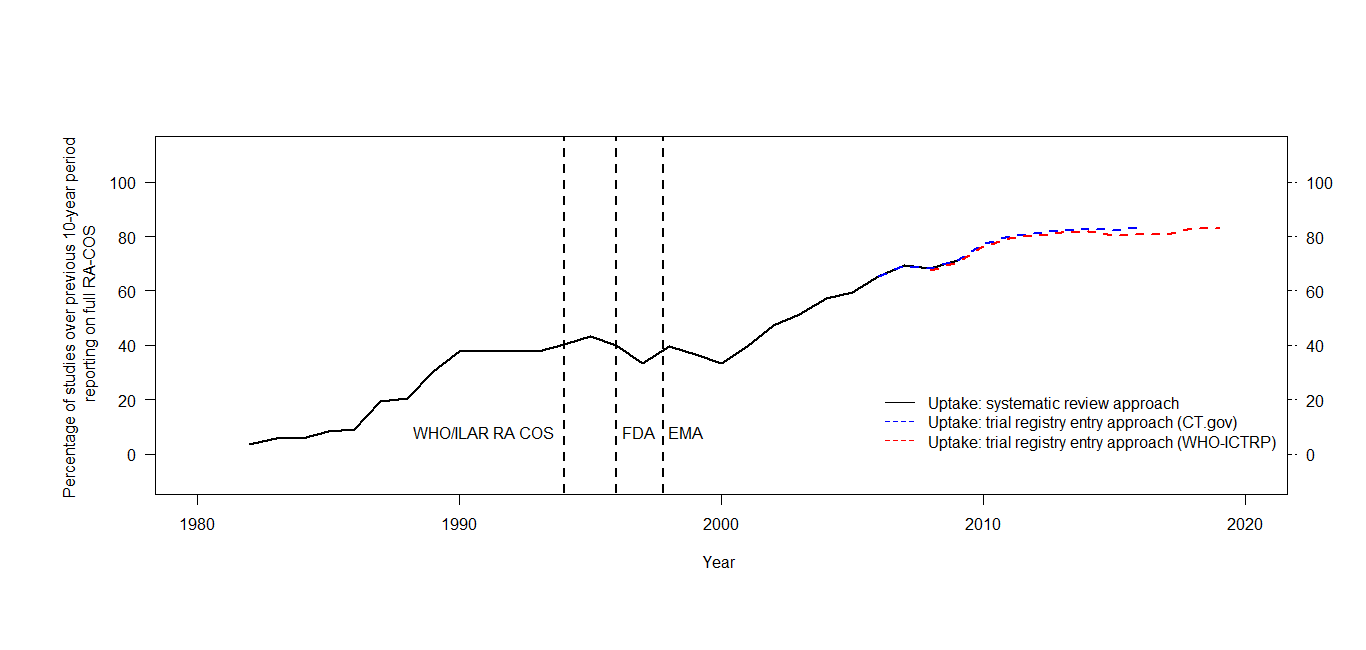 Percentage of studies over previous 10-year period
reporting on full RA-COS
100
80
60
40
20
0
100
80
60
40
20
0
WHO/ILAR RA COS
FDA
EMA
Uptake: systematic review approach
Uptake: trial registry entry approach (CT.gov)
Uptake: trial registry entry approach (WHO-ICTRP)
1980
1990
2000
2010
2020
Year